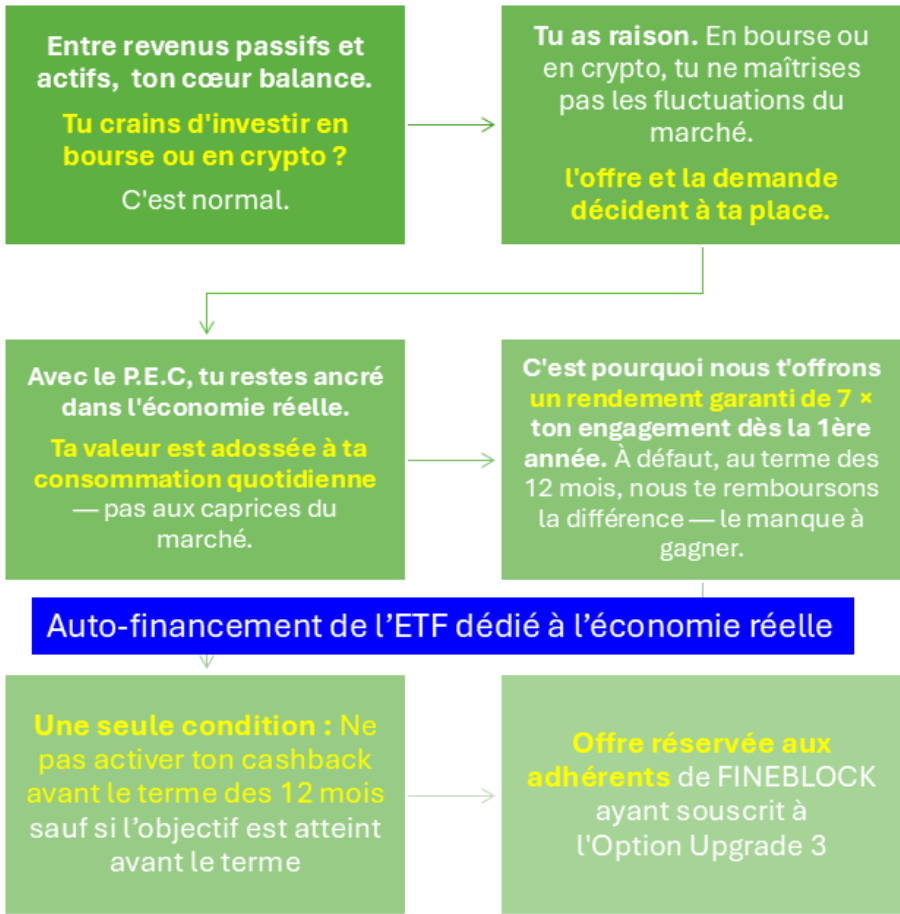 Entre revenus passifs et
actifs, ton cœur balance.
Tu crains d'investir en
bourse ou en crypto ?
C'est normal.
Tu as raison. En bourse ou
en crypto, tu ne maîtrises
pas les fluctuations du
marché.
l'offre et la demande
décident à ta place.
Avec le P.E.C, tu restes ancré
dans l'économie réelle.
Ta valeur est adossée à ta
consommation quotidienne
— pas aux caprices du
marché.
C'est pourquoi nous t'offrons
un rendement garanti de 7 ×
ton engagement dès la 1ère
année. À défaut, au terme des
12 mois, nous te remboursons
la différence — le manque à
gagner.
Auto-financement de l’ETF dédié à l’économie réelle
Une seule condition : Ne
pas activer ton cashback
avant le terme des 12 mois
sauf si l’objectif est atteint
avant le terme
Offre réservée aux
adhérents de FINEBLOCK
ayant souscrit à
l'Option Upgrade 3